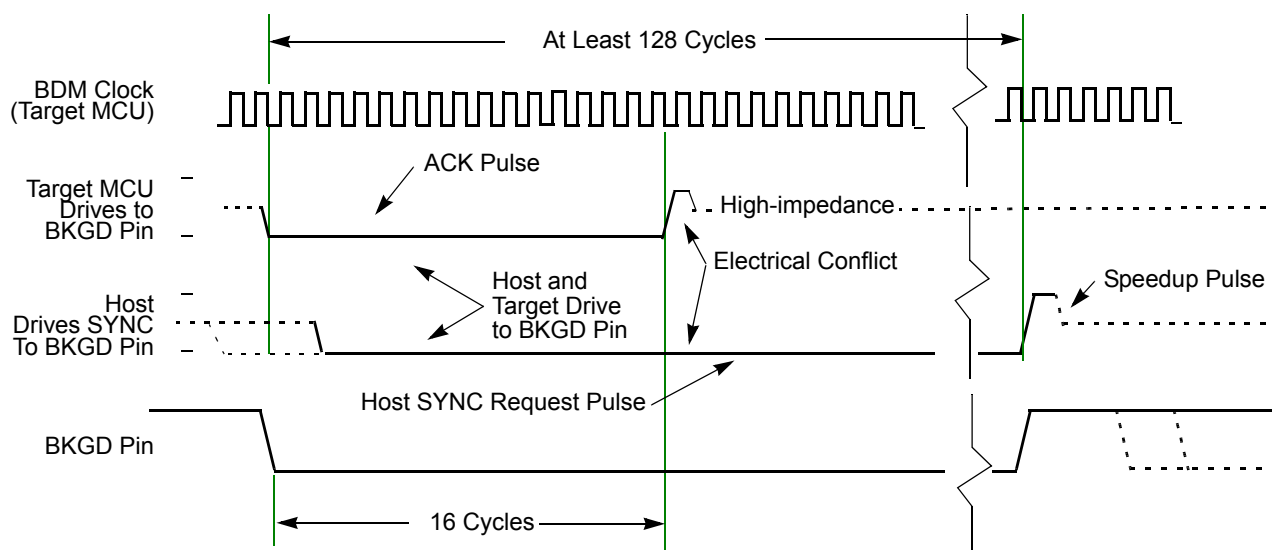 At Least 128 Cycles
BDM Clock
(Target MCU)
ACK Pulse
Target MCU
Drives to
BKGD Pin
High-impedance
Electrical Conflict
Host and
Target Drive
to BKGD Pin
Speedup Pulse
Host
Drives SYNC
To BKGD Pin
Host SYNC Request Pulse
BKGD Pin
16 Cycles